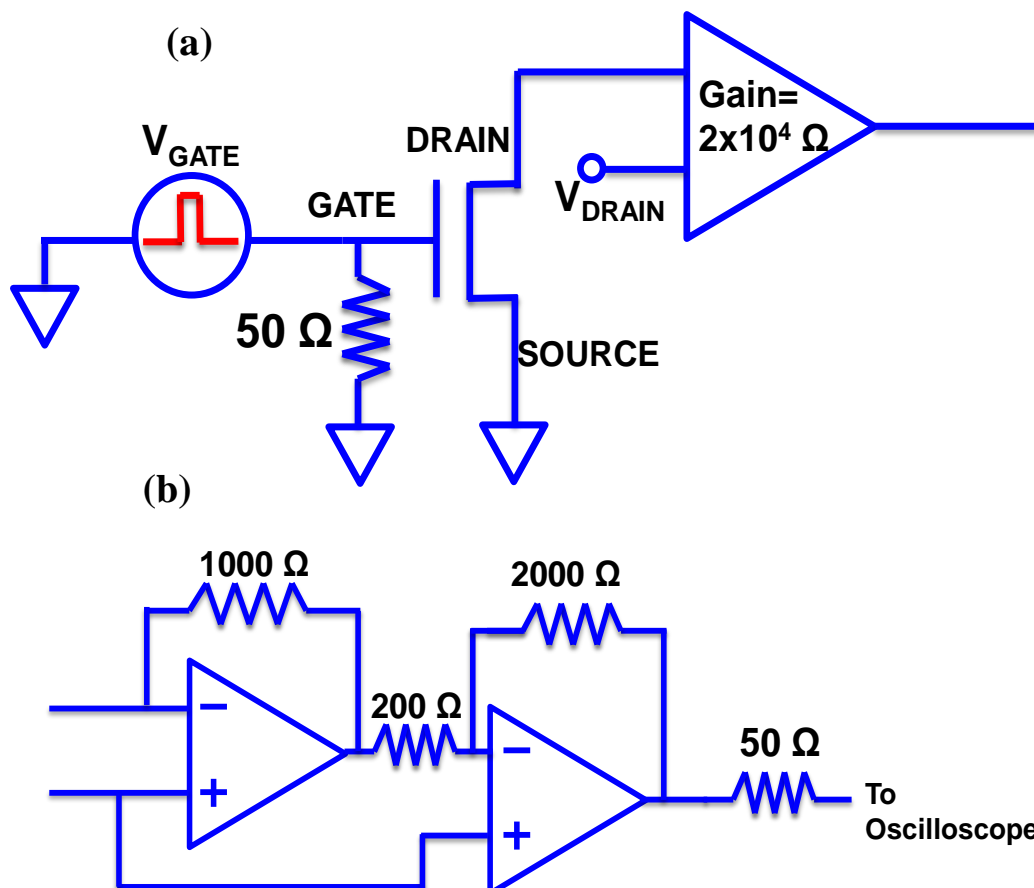 (a)
Gain=
2x10⁴ Ω
V_GATE
DRAIN
GATE
V_DRAIN
50 Ω
SOURCE
(b)
1000 Ω
2000 Ω
−
200 Ω
−
50 Ω
+
+
To
Oscilloscope